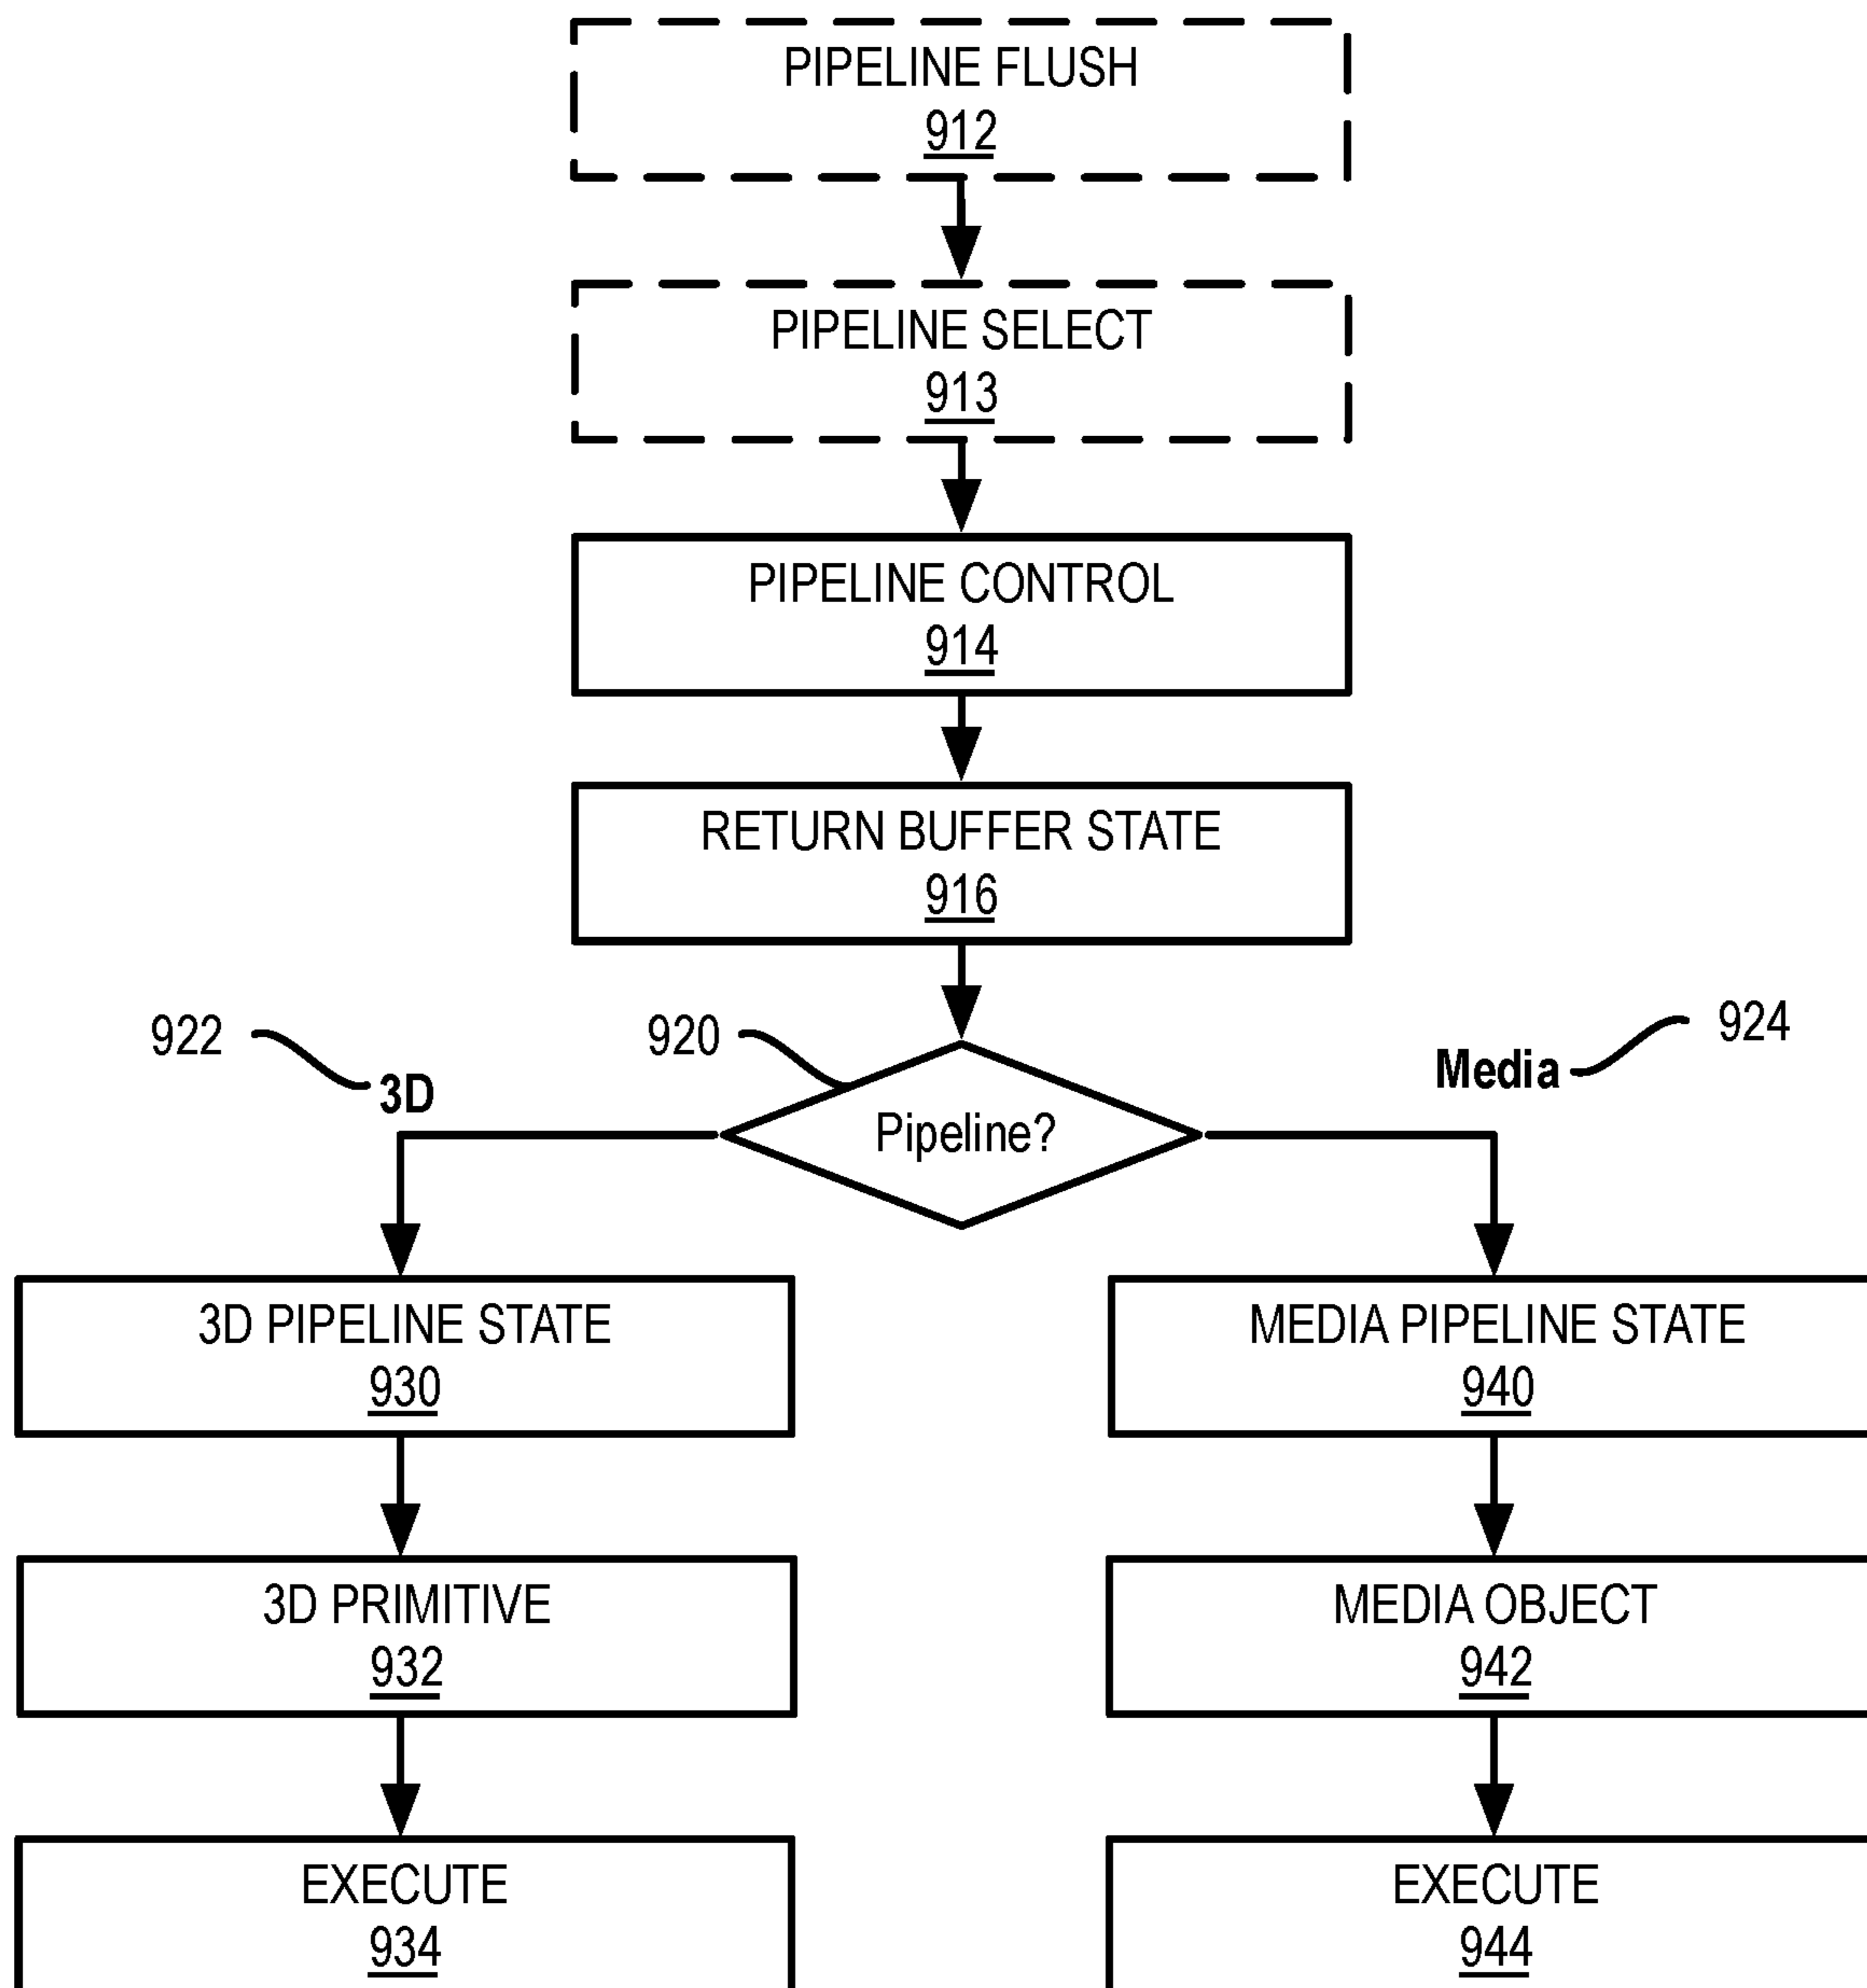 PIPELINE FLUSH
912
PIPELINE SELECT
913
PIPELINE CONTROL
914
RETURN BUFFER STATE
916
922
3D
920
Pipeline?
Media
924
3D PIPELINE STATE
930
MEDIA PIPELINE STATE
940
3D PRIMITIVE
932
MEDIA OBJECT
942
EXECUTE
934
EXECUTE
944